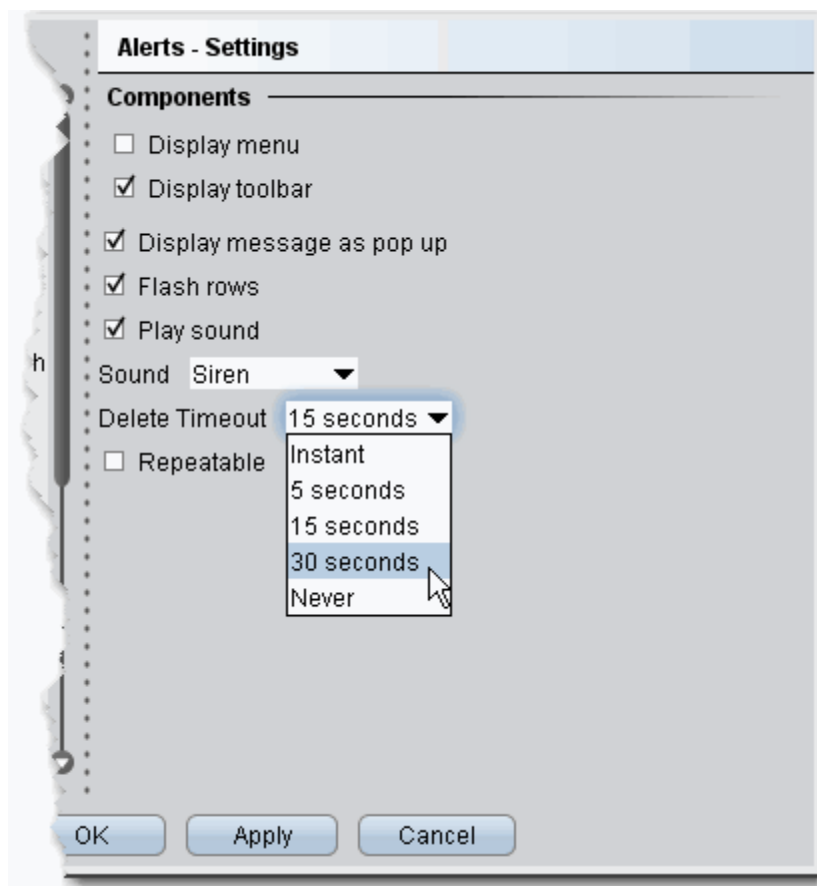 Alerts - Settings
Components
Display menu
Display toolbar
Display message as pop up
Flash rows
Play sound
h
Sound Siren
Delete Timeout 15 seconds
Repeatable
Instant
5 seconds
15 seconds
30 seconds
Never
OK Apply Cancel